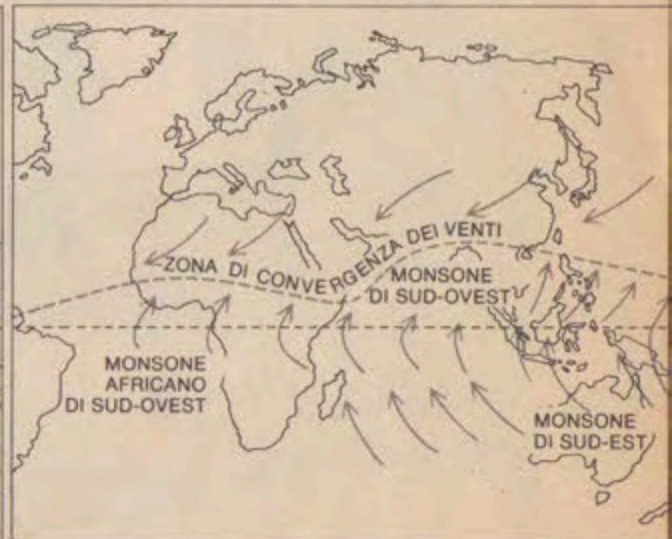 ZONA DI CONVERGENZA DEI VENTI
MONSONE
DI SUD-OVEST
MONSONE
AFRICANO
DI SUD-OVEST
MONSONE
DI SUD-EST